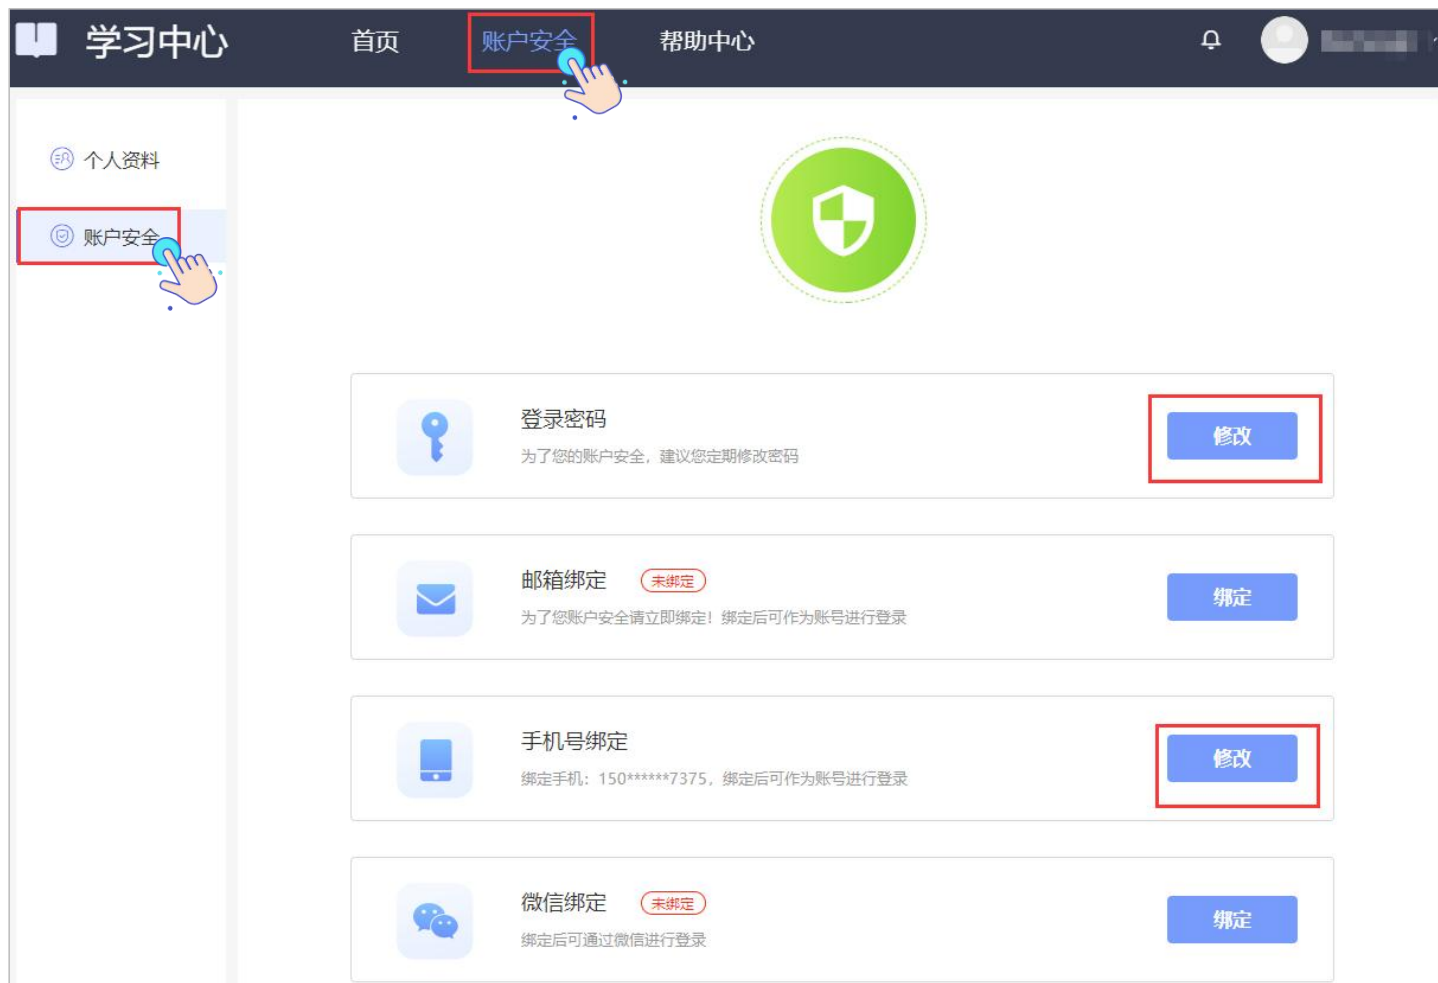 学习中心
首页
账户安全
帮助中心
个人资料
账户安全
登录密码
为了您的账户安全，建议您定期修改密码
修改
邮箱绑定
未绑定
为了您账户安全请立即绑定！绑定后可作为账号进行登录
绑定
手机号绑定
绑定手机：150******7375，绑定后可作为账号进行登录
修改
微信绑定
未绑定
绑定后可通过微信进行登录
绑定